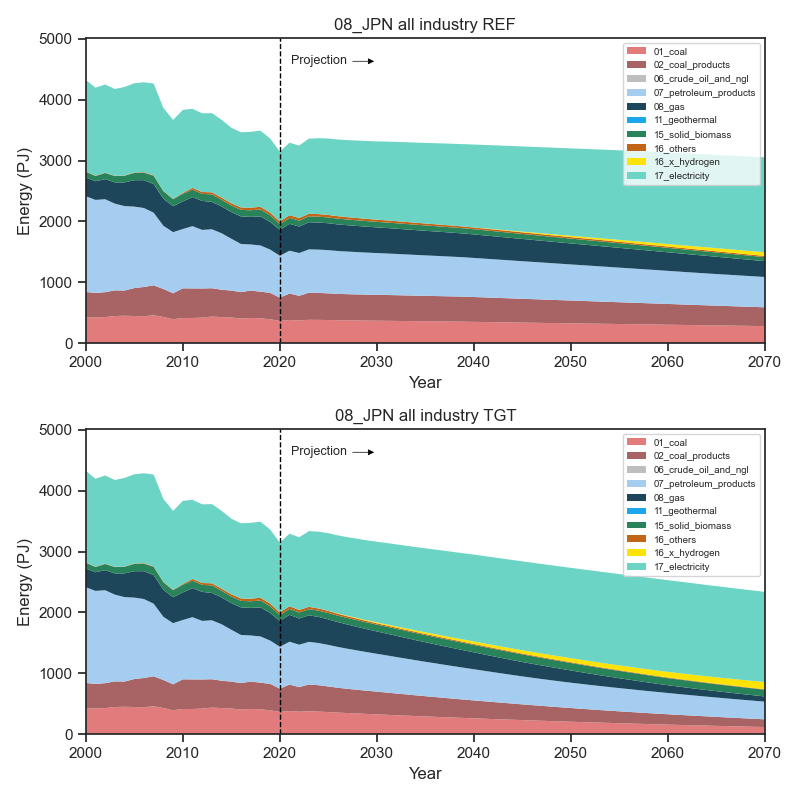 08_JPN all industry REF
5000
4000
3000
2000
1000
0
Energy (PJ)
Projection
01_coal
02_coal_products
06_crude_oil_and_ngl
07_petroleum_products
08_gas
11_geothermal
15_solid_biomass
16_others
16_x_hydrogen
17_electricity
2000 2010 2020 2030 2040 2050 2060 2070
Year
08_JPN all industry TGT
5000
4000
3000
2000
1000
0
Energy (PJ)
Projection
01_coal
02_coal_products
06_crude_oil_and_ngl
07_petroleum_products
08_gas
11_geothermal
15_solid_biomass
16_others
16_x_hydrogen
17_electricity
2000 2010 2020 2030 2040 2050 2060 2070
Year